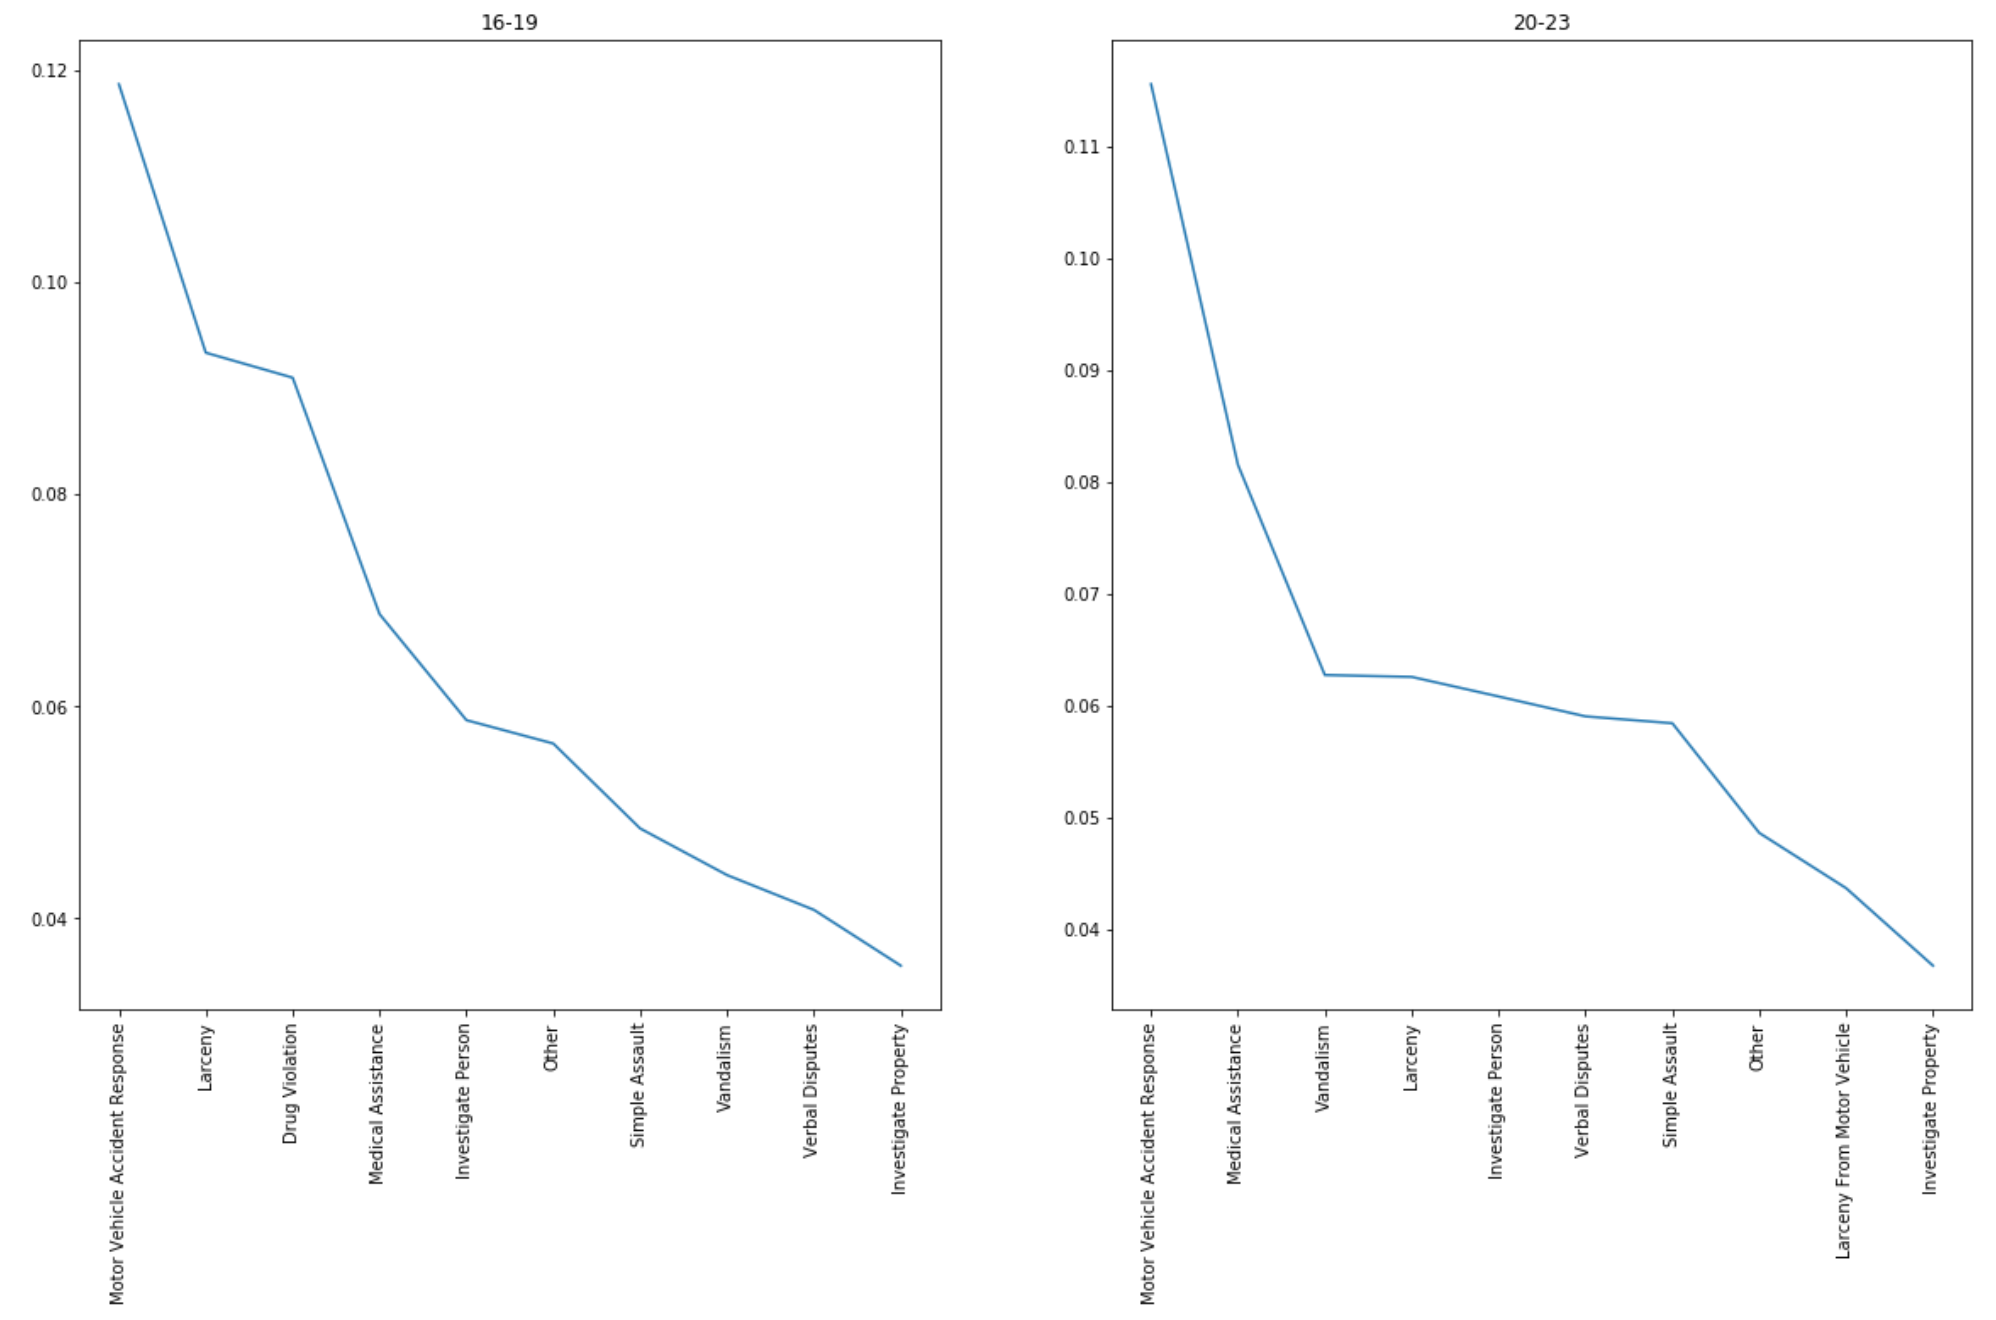 16-19
0.12
0.10
0.08
0.06
0.04
Motor Vehicle Accident Response
Larceny
Drug Violation
Medical Assistance
Investigate Person
Other
Simple Assault
Vandalism
Verbal Disputes
Investigate Property
20-23
0.11
0.10
0.09
0.08
0.07
0.06
0.05
0.04
Motor Vehicle Accident Response
Medical Assistance
Vandalism
Larceny
Investigate Person
Verbal Disputes
Simple Assault
Other
Larceny From Motor Vehicle
Investigate Property